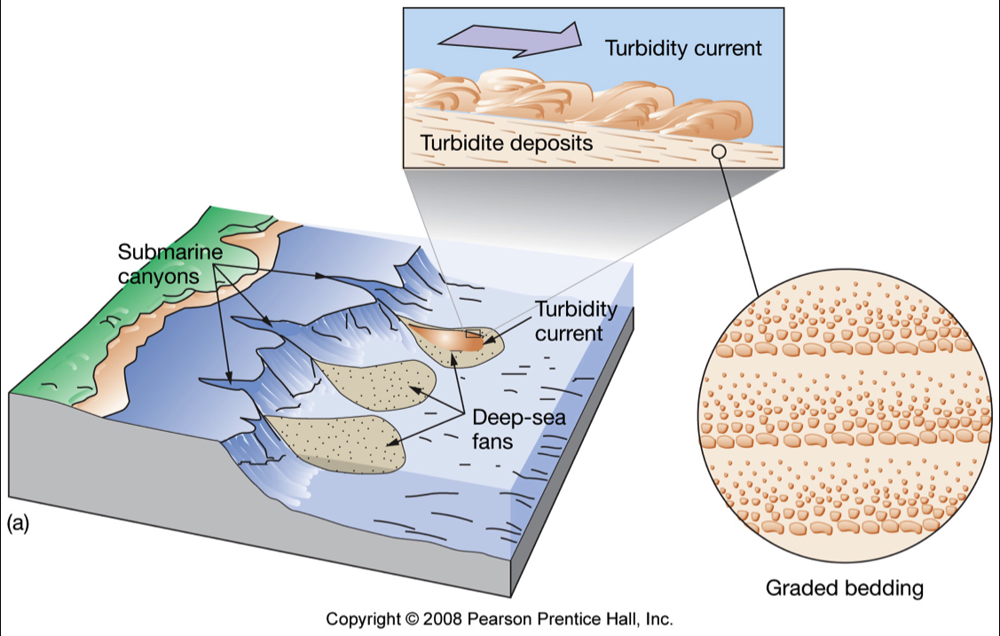 Turbidity current
Turbidite deposits
Submarine
canyons
Turbidity
current
Deep-sea
fans
(a)
Graded bedding
Copyright © 2008 Pearson Prentice Hall, Inc.